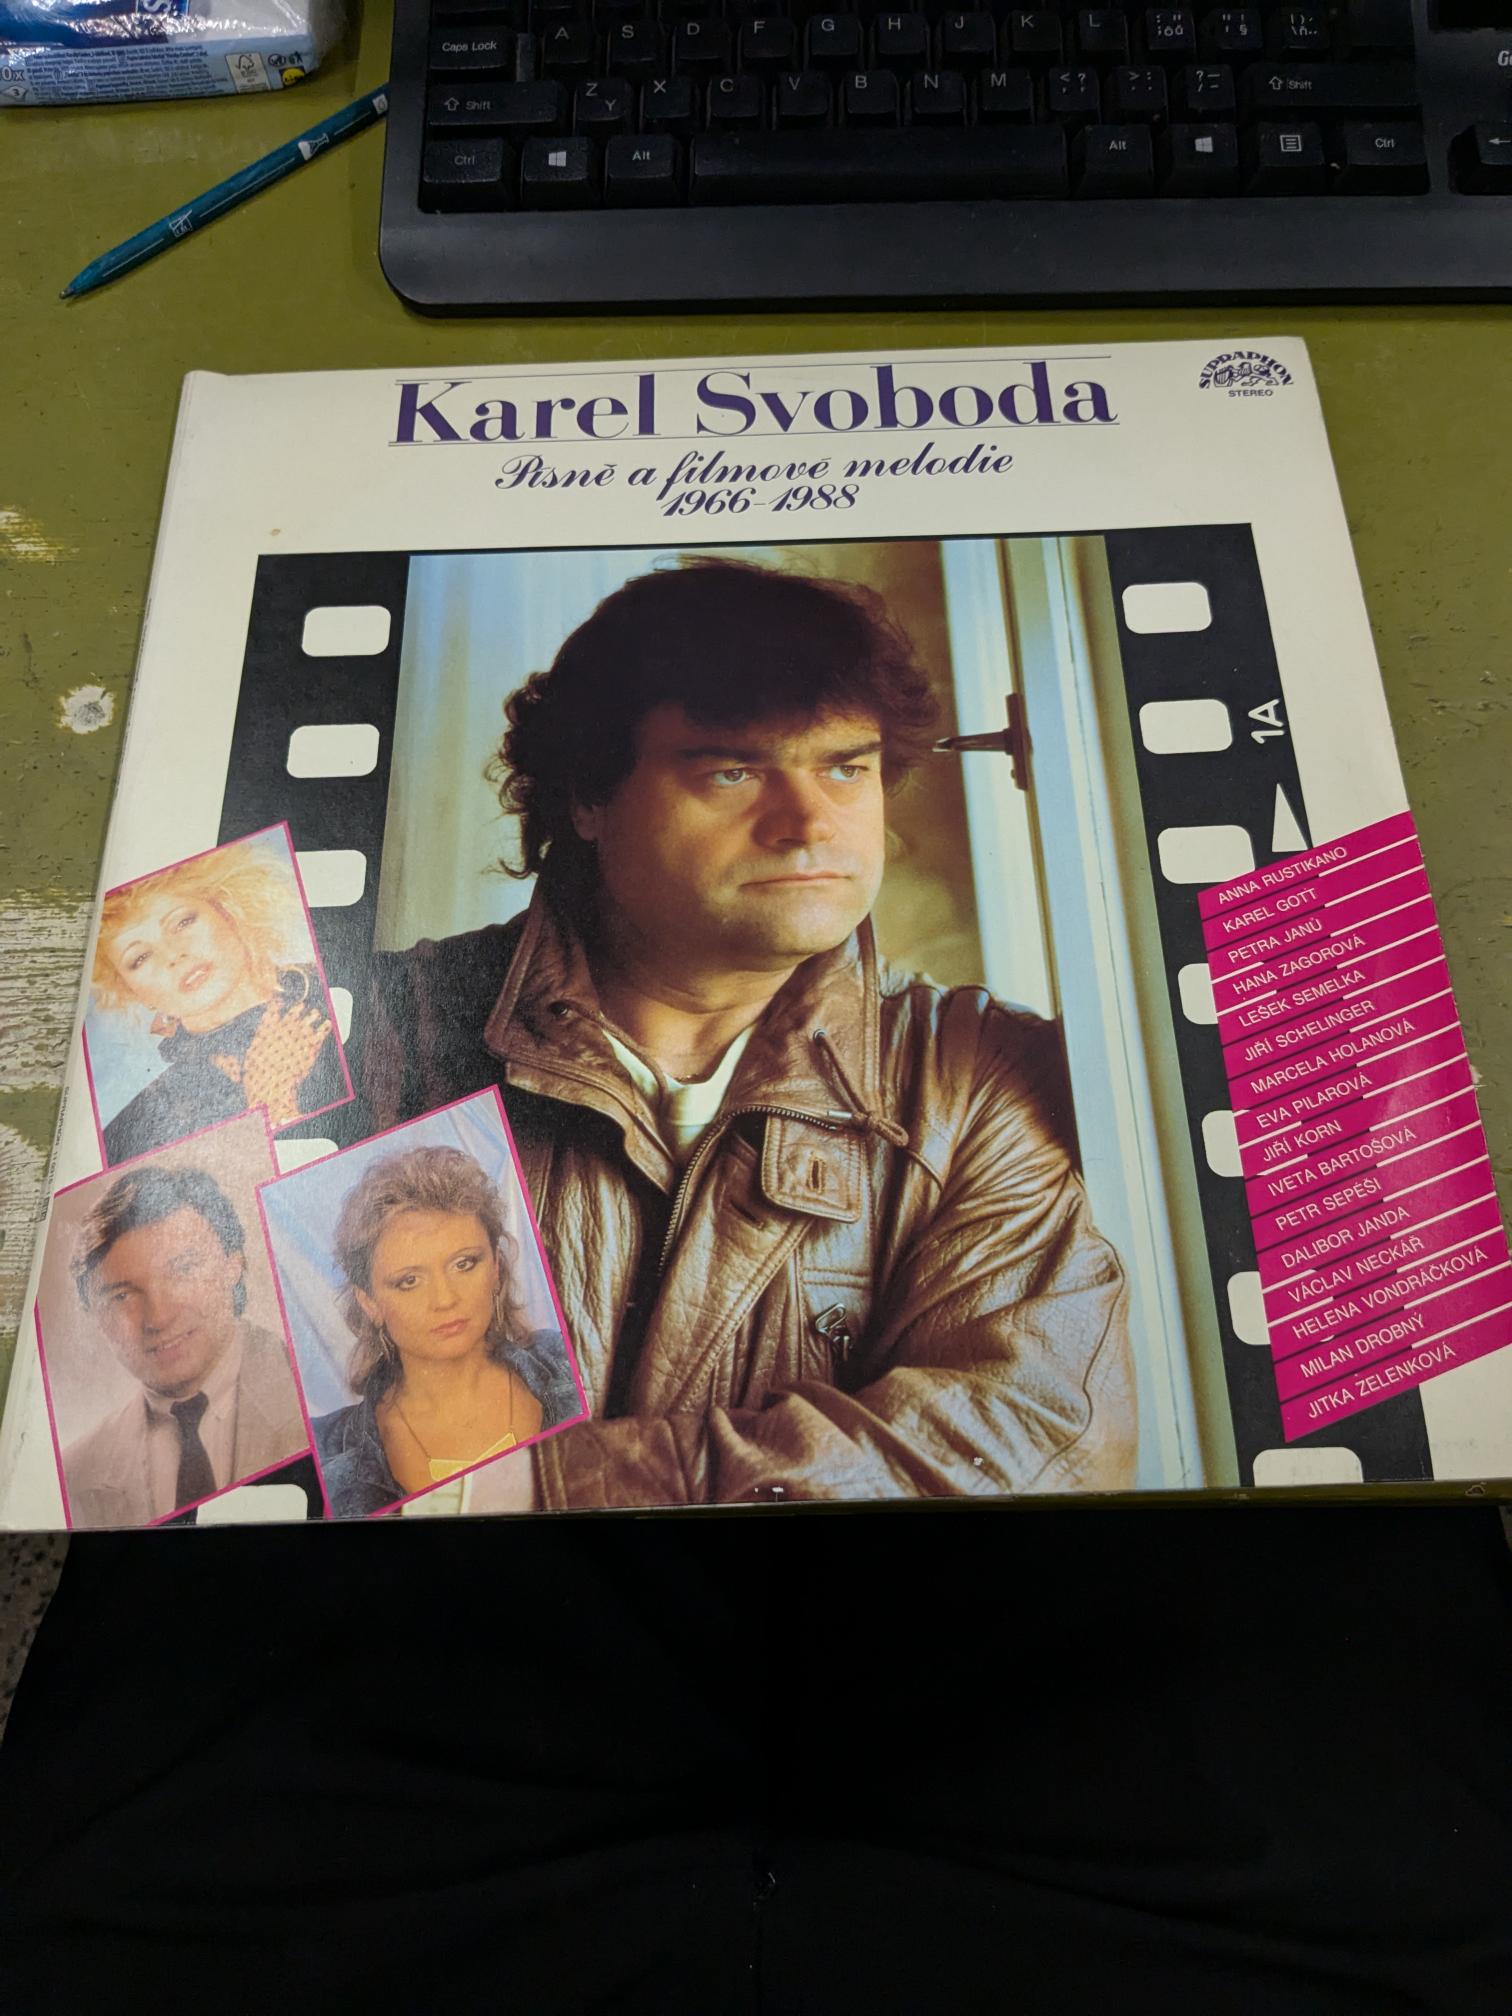 Caps Lock
A S D F G H J K L
Shift
Z Y X C V B N M
Shift
Ctrl
Alt
Alt
Ctrl
Karel Svoboda
SUPRAPHON
STEREO
Písně a filmové melodie
1966-1988
1A
ANNA RUSTIKANO
KAREL GOTT
PETRA JANŮ
HANA ZAGOROVÁ
LEŠEK SEMELKA
JIŘÍ SCHELINGER
MARCELA HOLANOVÁ
EVA PILAROVÁ
JIŘÍ KORN
IVETA BARTOŠOVÁ
PETR SEPÉŠI
DALIBOR JANDA
VÁCLAV NECKÁŘ
HELENA VONDRÁČKOVÁ
MILAN DROBNÝ
JITKA ZELENKOVÁ